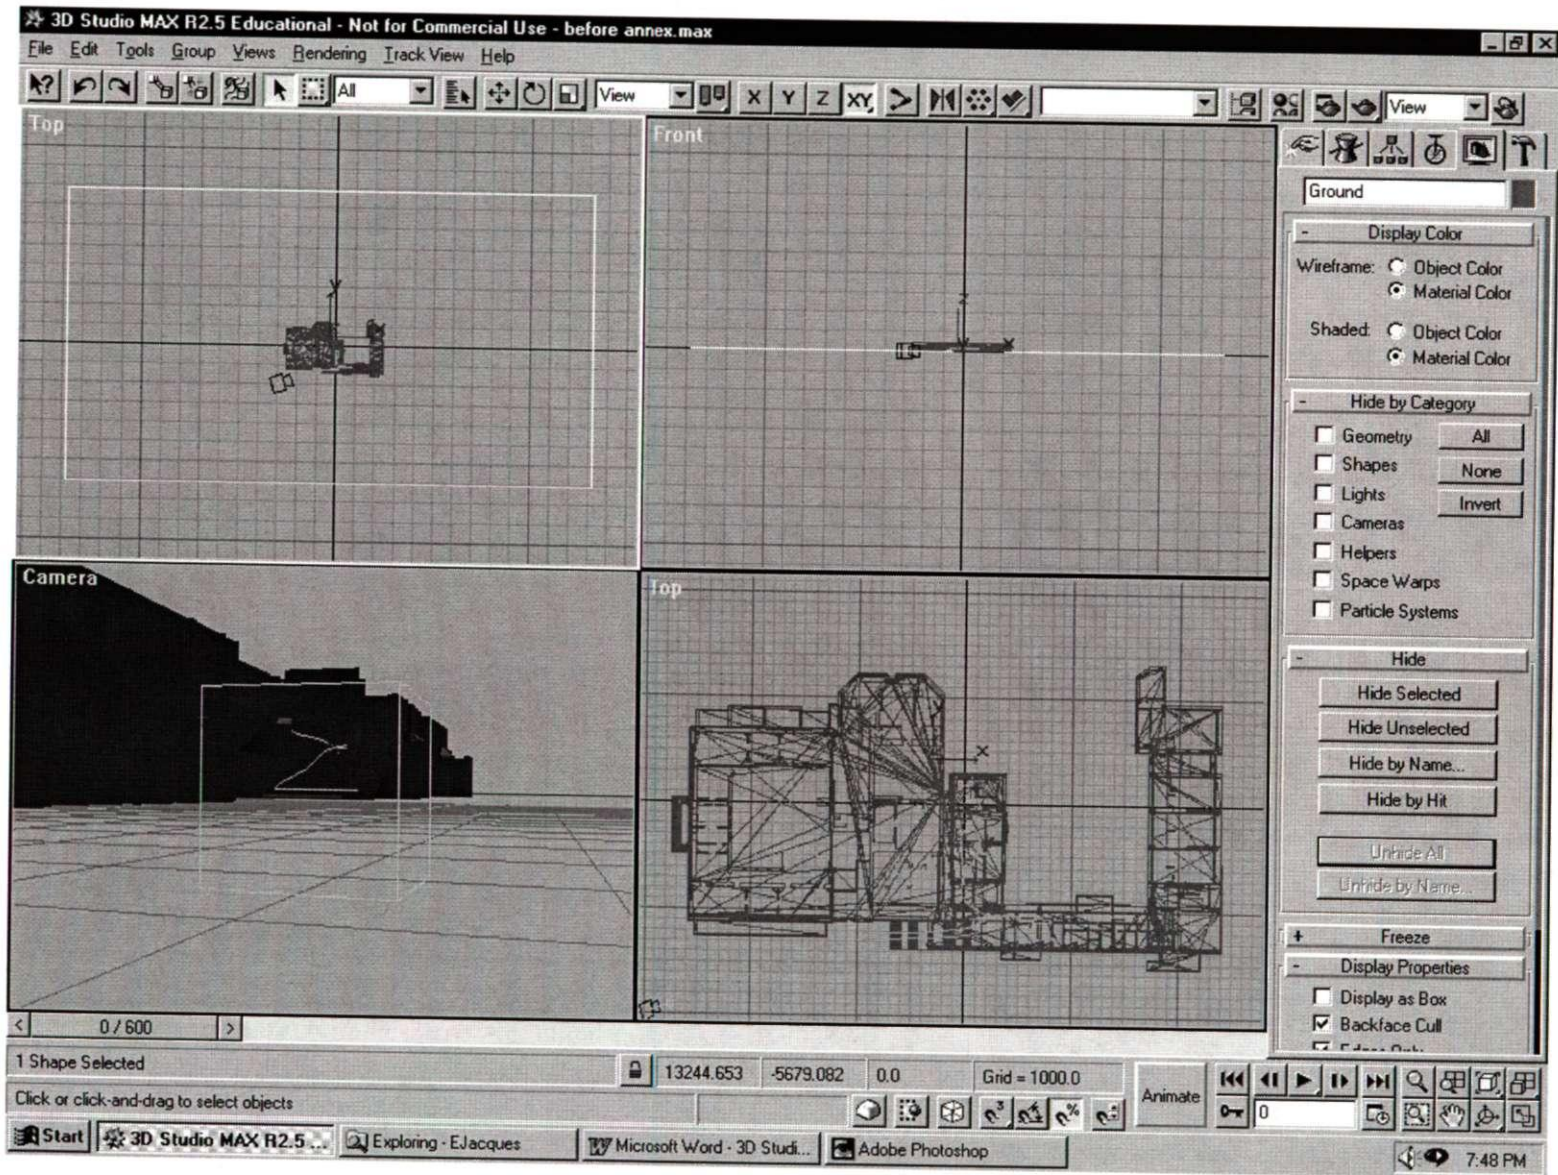 3D Studio MAX R2.5 Educational - Not for Commercial Use - before annex.max
File Edit Tools Group Views Rendering Track View Help
All View X Y Z XY View
Top
Front
Ground
- Display Color
Wireframe: Object Color
Material Color
Shaded: Object Color
Material Color
- Hide by Category
Geometry All
Shapes None
Lights Invert
Cameras
Helpers
Space Warps
Particle Systems
Camera
Top
- Hide
Hide Selected
Hide Unselected
Hide by Name...
Hide by Hit
Unhide All
Unhide by Name...
+ Freeze
- Display Properties
Display as Box
Backface Cull
Edges Only
< 0 / 600 >
1 Shape Selected
13244.653 -5679.082 0.0 Grid = 1000.0
Animate
Click or click-and-drag to select objects
0
Start 3D Studio MAX R2.5 ... Exploring - EJacques Microsoft Word - 3D Studi... Adobe Photoshop 7:48 PM